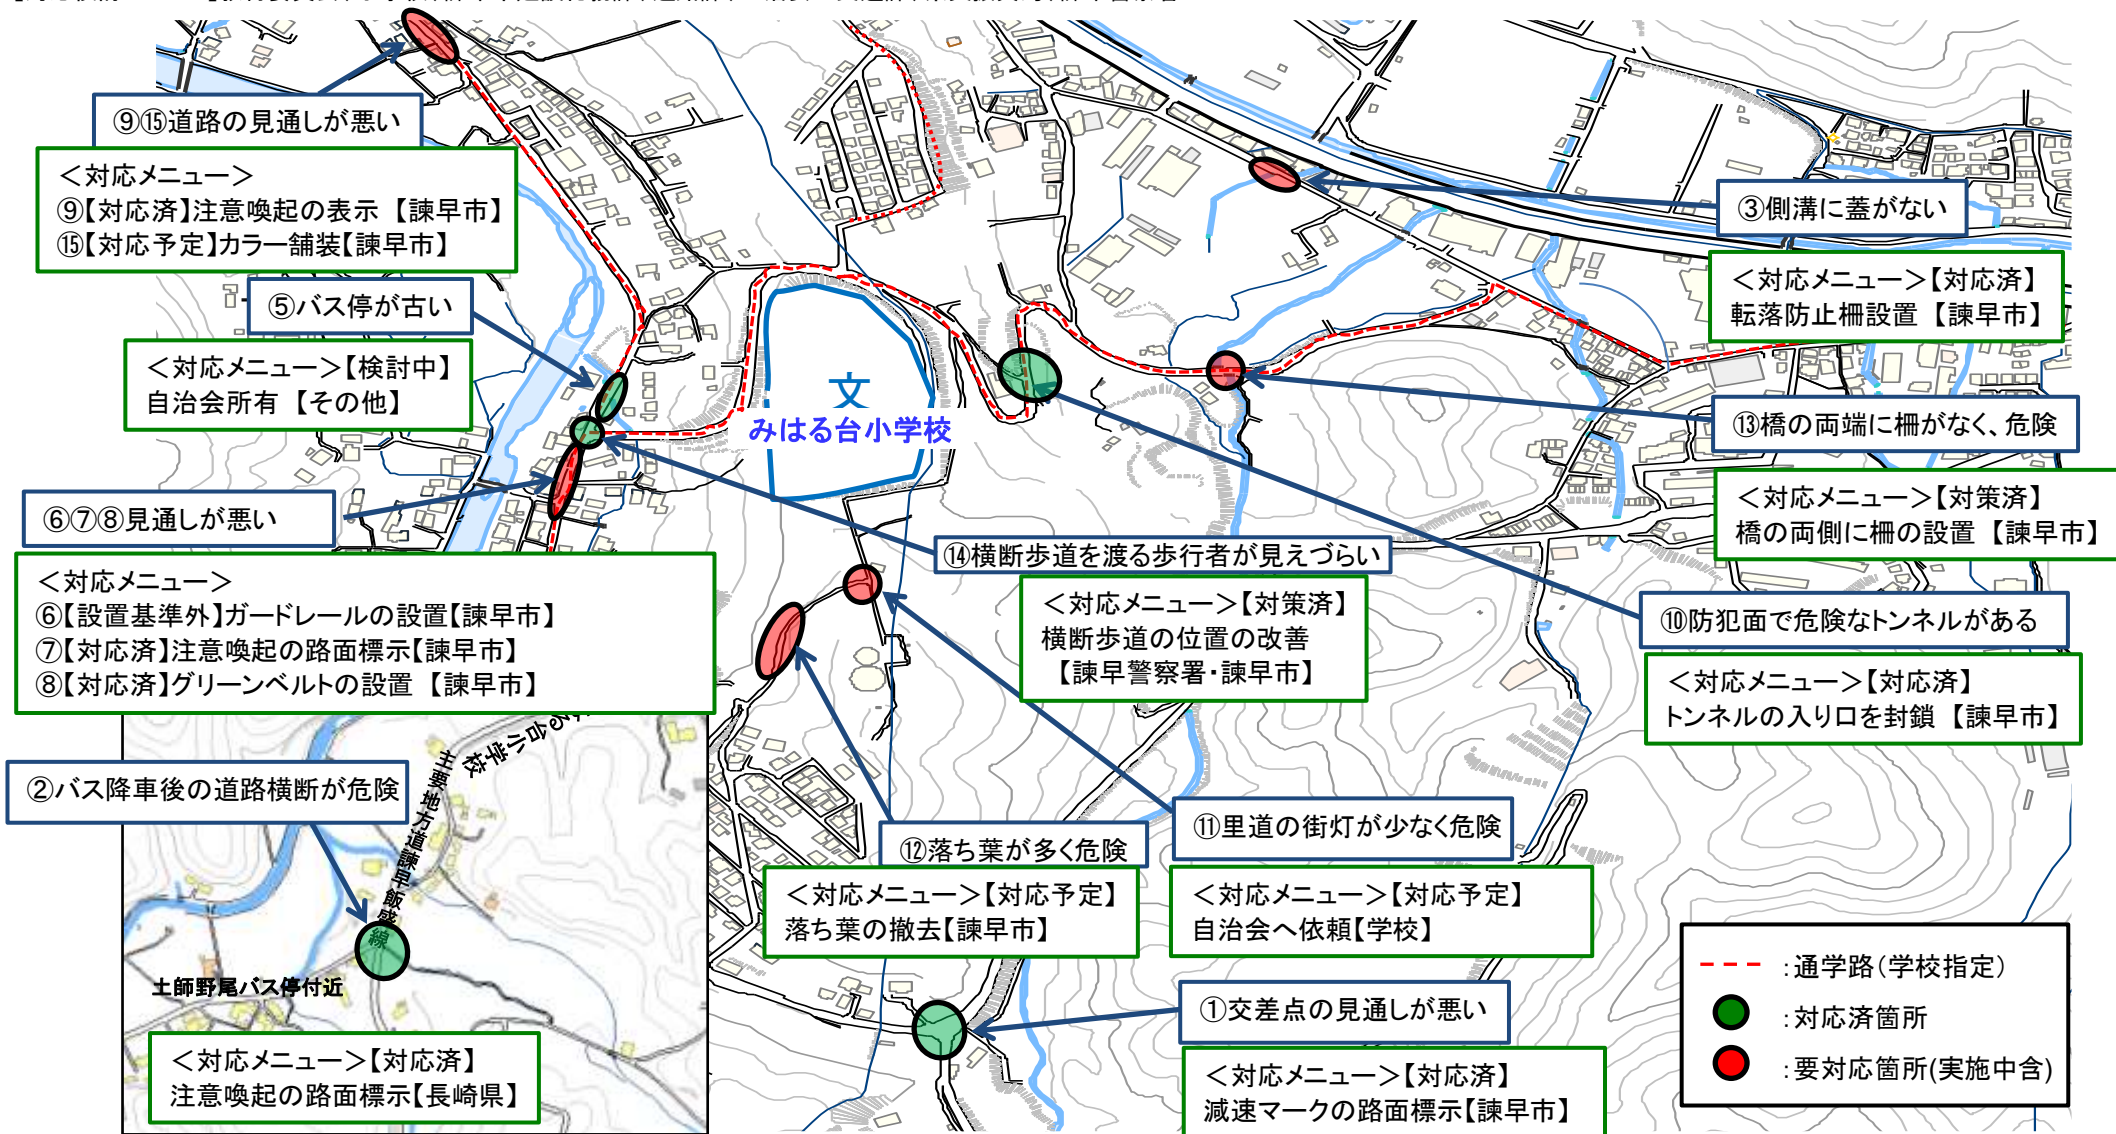 ⑨⑮道路の見通しが悪い
<対応メニュー>
⑨【対応済】注意喚起の表示 【諫早市】
⑮【対応予定】カラー舗装【諫早市】
③側溝に蓋がない
<対応メニュー>【対応済】
転落防止柵設置 【諫早市】
⑤バス停が古い
<対応メニュー>【検討中】
自治会所有 【その他】
文
みはる台小学校
⑬橋の両端に柵がなく、危険
<対応メニュー>【対策済】
橋の両側に柵の設置 【諫早市】
⑥⑦⑧見通しが悪い
<対応メニュー>
⑥【設置基準外】ガードレールの設置【諫早市】
⑦【対応済】注意喚起の路面標示【諫早市】
⑧【対応済】グリーンベルトの設置 【諫早市】
⑭横断歩道を渡る歩行者が見えづらい
<対応メニュー>【対策済】
横断歩道の位置の改善
【諫早警察署・諫早市】
⑩防犯面で危険なトンネルがある
<対応メニュー>【対応済】
トンネルの入り口を封鎖 【諫早市】
②バス降車後の道路横断が危険
台小学校
主要地方道諫早飯盛線
土師野尾バス停付近
<対応メニュー>【対応済】
注意喚起の路面標示【長崎県】
⑫落ち葉が多く危険
<対応メニュー>【対応予定】
落ち葉の撤去【諫早市】
⑪里道の街灯が少なく危険
<対応メニュー>【対応予定】
自治会へ依頼【学校】
①交差点の見通しが悪い
<対応メニュー>【対応済】
減速マークの路面標示【諫早市】
:通学路(学校指定)
:対応済箇所
:要対応箇所(実施中含)